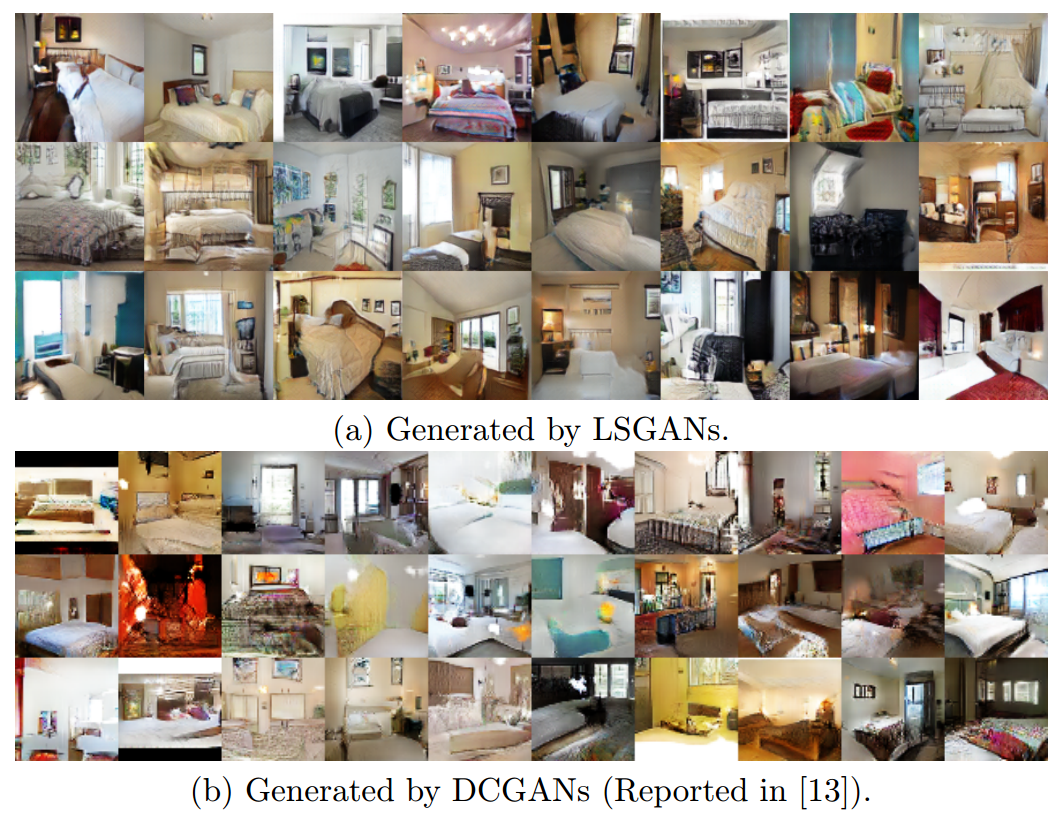 (a) Generated by LSGANs.
(b) Generated by DCGANs (Reported in [13]).